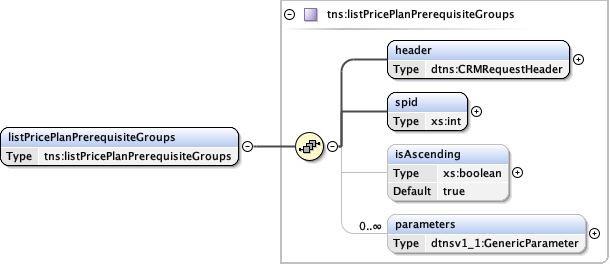 tns:listPricePlanPrerequisiteGroups
header
Type dtns:CRMRequestHeader
spid
Type xs:int
listPricePlanPrerequisiteGroups
Type tns:listPricePlanPrerequisiteGroups
isAscending
Type xs:boolean
Default true
0..∞
parameters
Type dtnsv1_1:GenericParameter